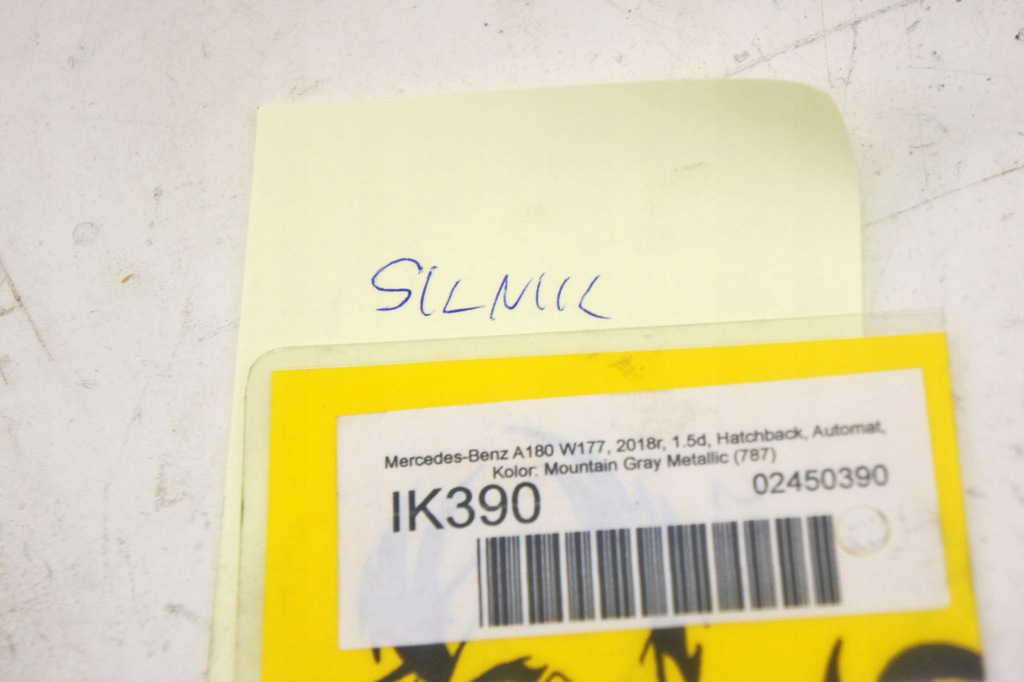 SILNIK
Mercedes-Benz A180 W177, 2018r, 1.5d, Hatchback, Automat,
Kolor: Mountain Gray Metallic (787)
IK390
02450390